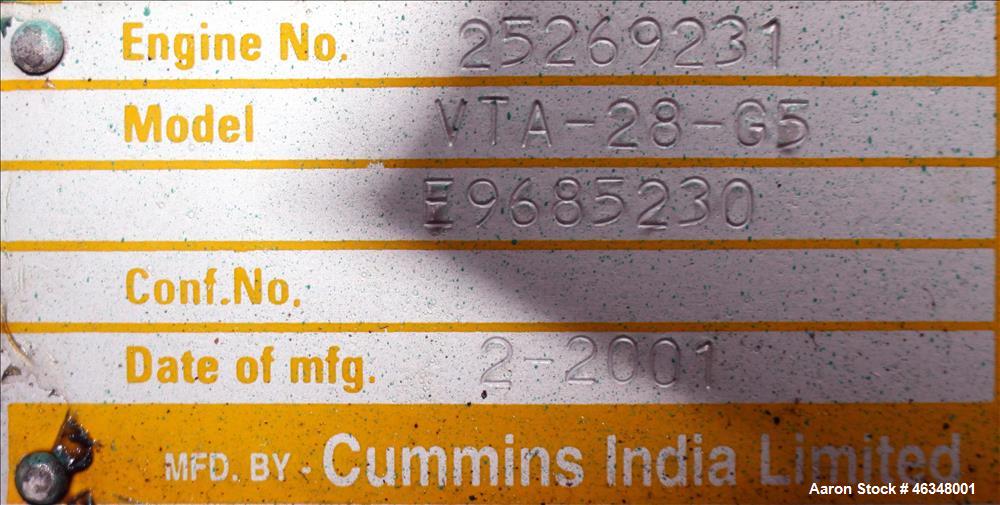 Engine No. 25269231
Model VTA-28-G5
E9685230
Conf.No.
Date of mfg. 2-2001
MFD. BY - Cummins India Limited
Aaron Stock # 46348001